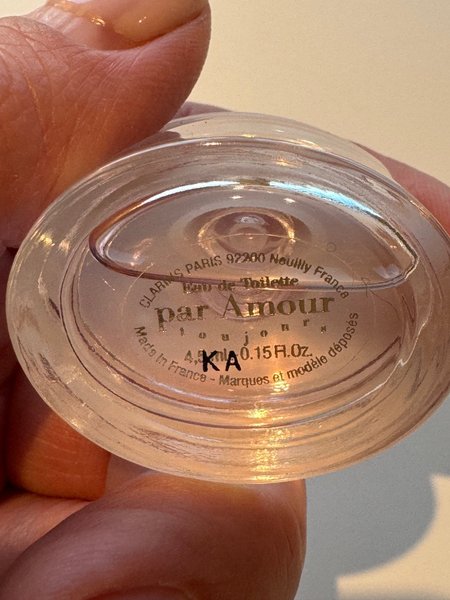 CLARINS PARIS 92200 Neuilly France
Eau de Toilette
par Amour
toujours
4,5 ml 0.15 Fl.Oz.
KA
Made in France - Marques et modèle déposés